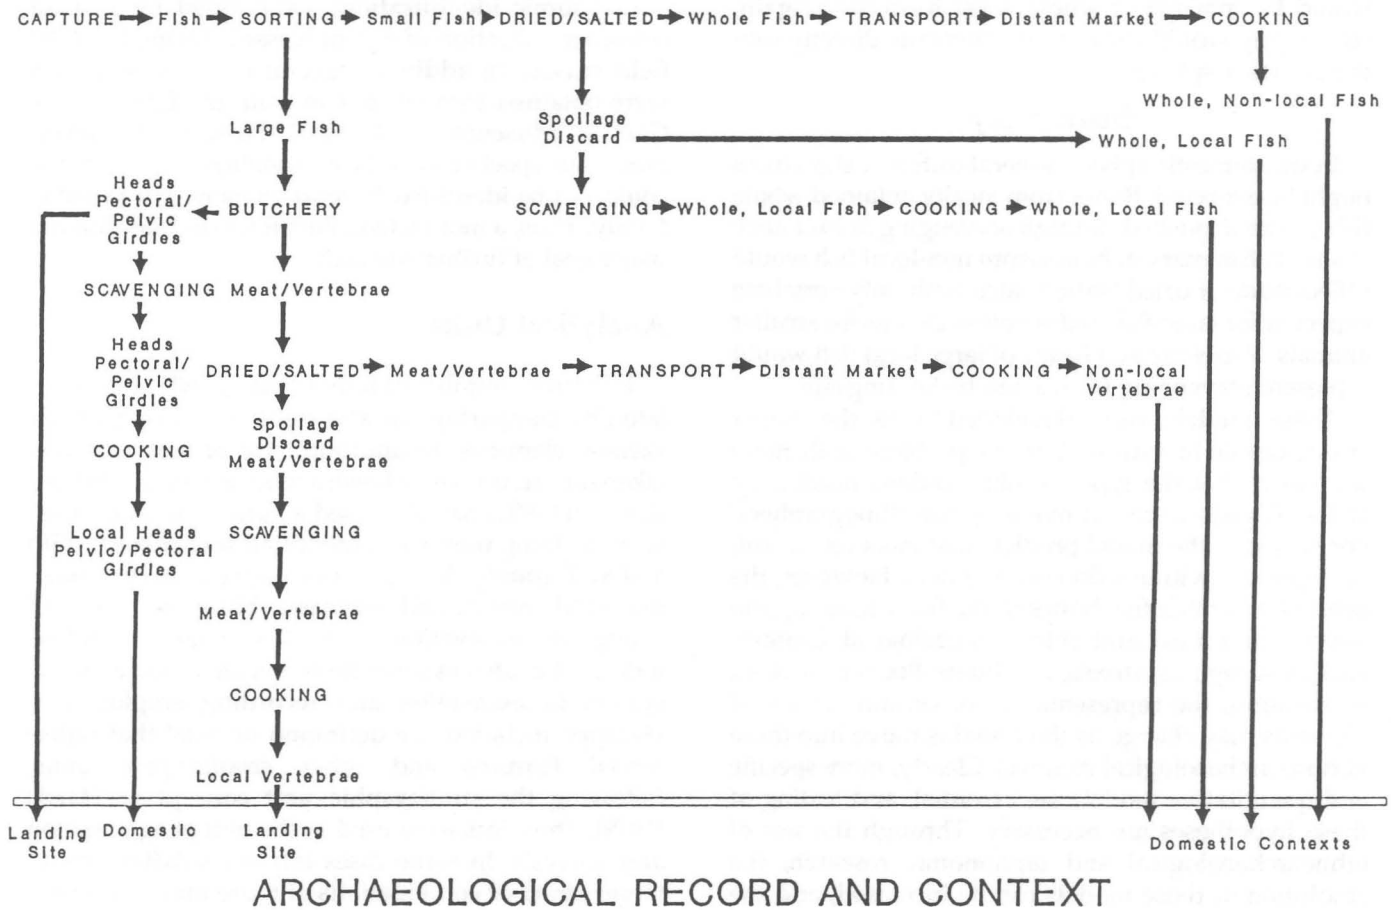 CAPTURE Fish SORTING Small Fish DRIED/SALTED Whole Fish TRANSPORT Distant Market COOKING
Whole, Non-local Fish
Large Fish
Spoilage
Discard
Whole, Local Fish
Heads
Pectoral/
Pelvic
Girdles
BUTCHERY
SCAVENGING Whole, Local Fish COOKING Whole, Local Fish
SCAVENGING
Meat/Vertebrae
Heads
Pectoral/
Pelvic
Girdles
DRIED/SALTED Meat/Vertebrae TRANSPORT Distant Market COOKING Non-local
Vertebrae
Spoilage
Discard
Meat/Vertebrae
COOKING
SCAVENGING
Local Heads
Pelvic/Pectoral
Girdles
Meat/Vertebrae
COOKING
Local Vertebrae
Landing
Site
Domestic
Landing
Site
Domestic Contexts
ARCHAEOLOGICAL RECORD AND CONTEXT